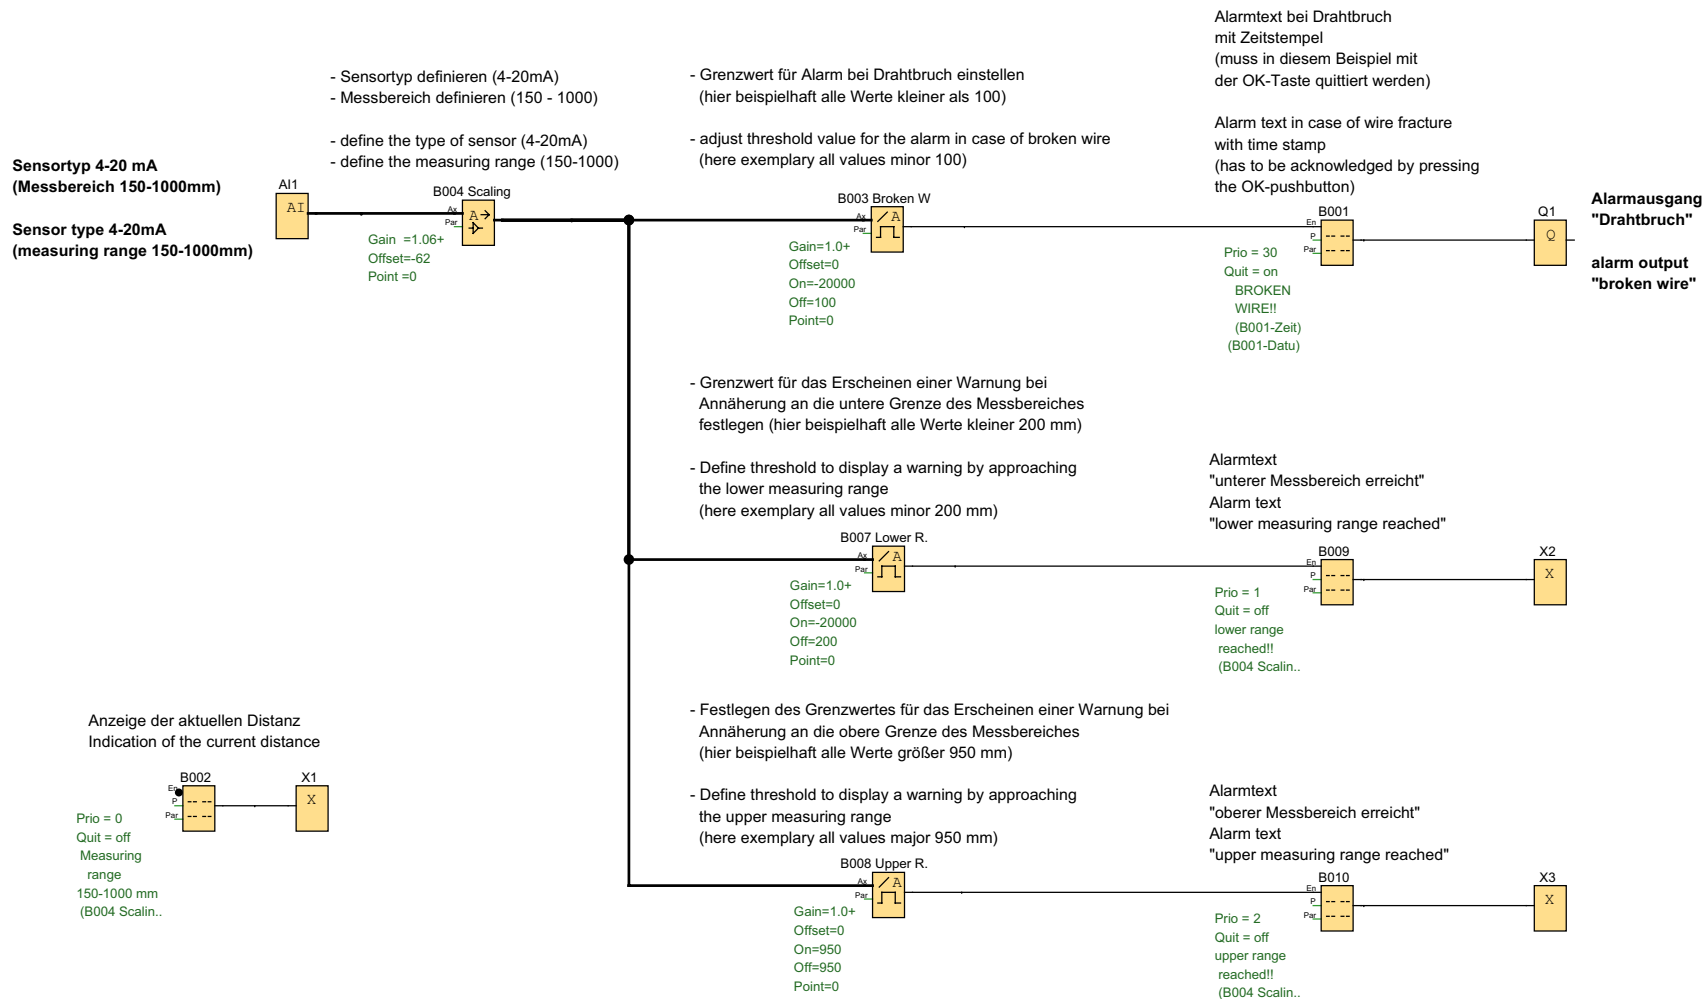 Sensortyp 4-20 mA
(Messbereich 150-1000mm)
Sensor type 4-20mA
(measuring range 150-1000mm)
AI1
AI
- Sensortyp definieren (4-20mA)
- Messbereich definieren (150 - 1000)
- define the type of sensor (4-20mA)
- define the measuring range (150-1000)
B004 Scaling
Ax
Par
A→
Gain =1.06+
Offset=-62
Point =0
- Grenzwert für Alarm bei Drahtbruch einstellen
(hier beispielhaft alle Werte kleiner als 100)
- adjust threshold value for the alarm in case of broken wire
(here exemplary all values minor 100)
B003 Broken W
Ax
Par
/A
Gain=1.0+
Offset=0
On=-20000
Off=100
Point=0
Alarmtext bei Drahtbruch
mit Zeitstempel
(muss in diesem Beispiel mit
der OK-Taste quittiert werden)
Alarm text in case of wire fracture
with time stamp
(has to be acknowledged by pressing
the OK-pushbutton)
B001
En
P
Par
Prio = 30
Quit = on
BROKEN
WIRE!!
(B001-Zeit)
(B001-Datu)
Q1
Q
Alarmausgang
"Drahtbruch"
alarm output
"broken wire"
- Grenzwert für das Erscheinen einer Warnung bei
Annäherung an die untere Grenze des Messbereiches
festlegen (hier beispielhaft alle Werte kleiner 200 mm)
- Define threshold to display a warning by approaching
the lower measuring range
(here exemplary all values minor 200 mm)
B007 Lower R.
Ax
Par
/A
Gain=1.0+
Offset=0
On=-20000
Off=200
Point=0
Alarmtext
"unterer Messbereich erreicht"
Alarm text
"lower measuring range reached"
B009
En
P
Par
Prio = 1
Quit = off
lower range
reached!!
(B004 Scalin..
X2
X
Anzeige der aktuellen Distanz
Indication of the current distance
B002
En
P
Par
Prio = 0
Quit = off
Measuring
range
150-1000 mm
(B004 Scalin..
X1
X
- Festlegen des Grenzwertes für das Erscheinen einer Warnung bei
Annäherung an die obere Grenze des Messbereiches
(hier beispielhaft alle Werte größer 950 mm)
- Define threshold to display a warning by approaching
the upper measuring range
(here exemplary all values major 950 mm)
B008 Upper R.
Ax
Par
/A
Gain=1.0+
Offset=0
On=950
Off=950
Point=0
Alarmtext
"oberer Messbereich erreicht"
Alarm text
"upper measuring range reached"
B010
En
P
Par
Prio = 2
Quit = off
upper range
reached!!
(B004 Scalin..
X3
X